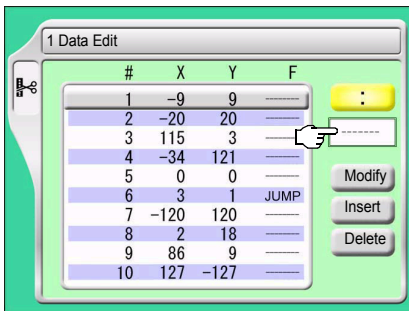 1 Data Edit
# X Y F
1 −9 9 --------
2 −20 20 --------
3 115 3 --------
4 −34 121 --------
5 0 0 --------
6 3 1 JUMP
7 −120 120 --------
8 2 18 --------
9 86 9 --------
10 127 −127 --------
:
-------
Modify
Insert
Delete